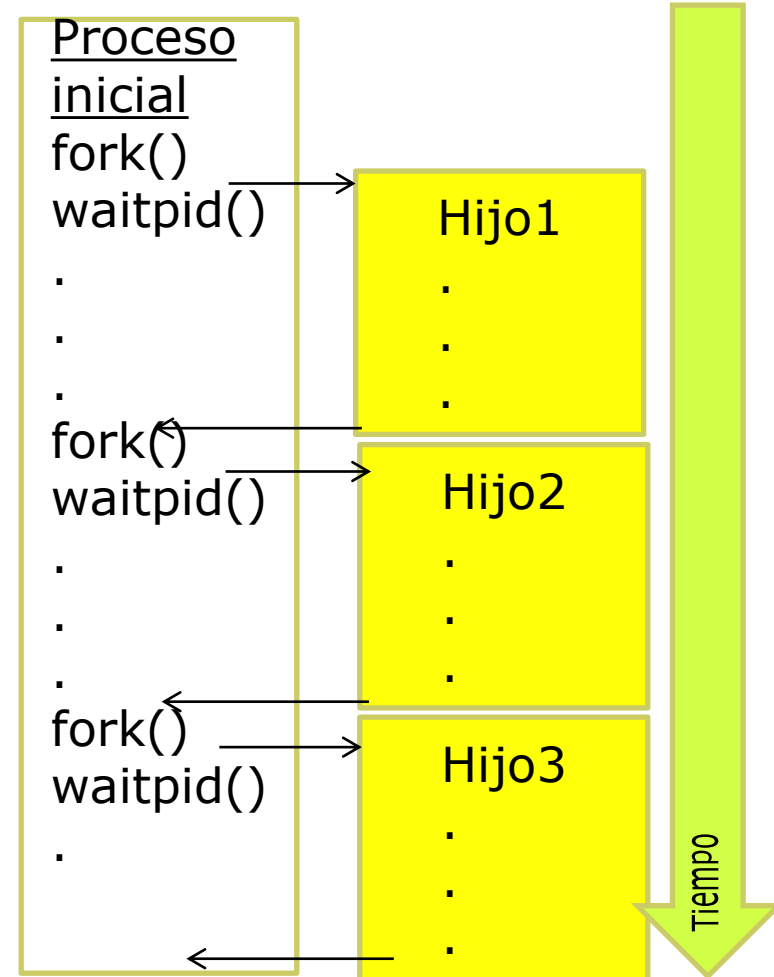 Proceso
inicial
fork()
waitpid()
.
.
.
fork()
waitpid()
.
.
.
fork()
waitpid()
.
Hijo1
.
.
.
Hijo2
.
.
.
Hijo3
.
.
.
Tiempo